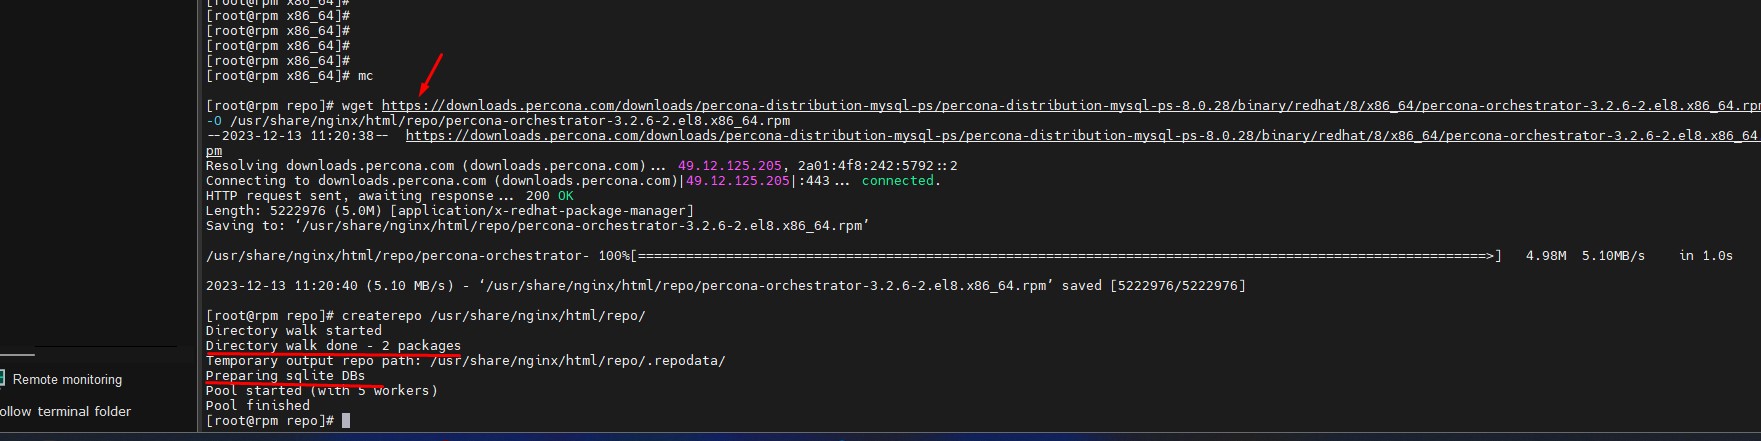 [root@rpm x86_64]#
[root@rpm x86_64]#
[root@rpm x86_64]#
[root@rpm x86_64]#
[root@rpm x86_64]#
[root@rpm x86_64]# mc
[root@rpm repo]# wget https://downloads.percona.com/downloads/percona-distribution-mysql-ps/percona-distribution-mysql-ps-8.0.28/binary/redhat/8/x86_64/percona-orchestrator-3.2.6-2.el8.x86_64.rpm
-O /usr/share/nginx/html/repo/percona-orchestrator-3.2.6-2.el8.x86_64.rpm
--2023-12-13 11:20:38-- https://downloads.percona.com/downloads/percona-distribution-mysql-ps/percona-distribution-mysql-ps-8.0.28/binary/redhat/8/x86_64/percona-orchestrator-3.2.6-2.el8.x86_64
pm
Resolving downloads.percona.com (downloads.percona.com)... 49.12.125.205, 2a01:4f8:242:5792::2
Connecting to downloads.percona.com (downloads.percona.com)|49.12.125.205|:443... connected.
HTTP request sent, awaiting response... 200 OK
Length: 5222976 (5.0M) [application/x-redhat-package-manager]
Saving to: ‘/usr/share/nginx/html/repo/percona-orchestrator-3.2.6-2.el8.x86_64.rpm’
/usr/share/nginx/html/repo/percona-orchestrator- 100%[==========================================================================================================>] 4.98M 5.10MB/s in 1.0s
2023-12-13 11:20:40 (5.10 MB/s) - ‘/usr/share/nginx/html/repo/percona-orchestrator-3.2.6-2.el8.x86_64.rpm’ saved [5222976/5222976]
[root@rpm repo]# createrepo /usr/share/nginx/html/repo/
Directory walk started
Directory walk done - 2 packages
Temporary output repo path: /usr/share/nginx/html/repo/.repodata/
Preparing sqlite DBs
Pool started (with 5 workers)
Pool finished
[root@rpm repo]#
Remote monitoring
ollow terminal folder